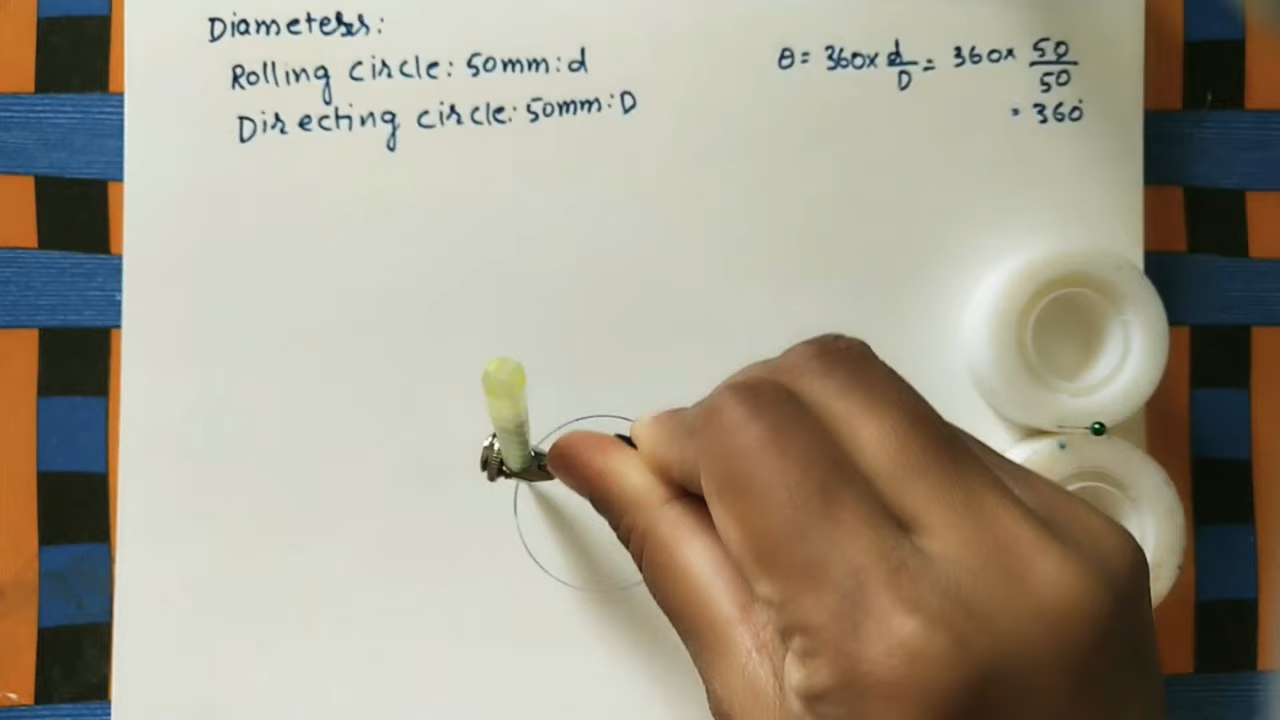 Diameters:
Rolling circle: 50mm: d
Directing circle: 50mm: D
θ = 360 × d/D = 360 × 50/50
= 360°